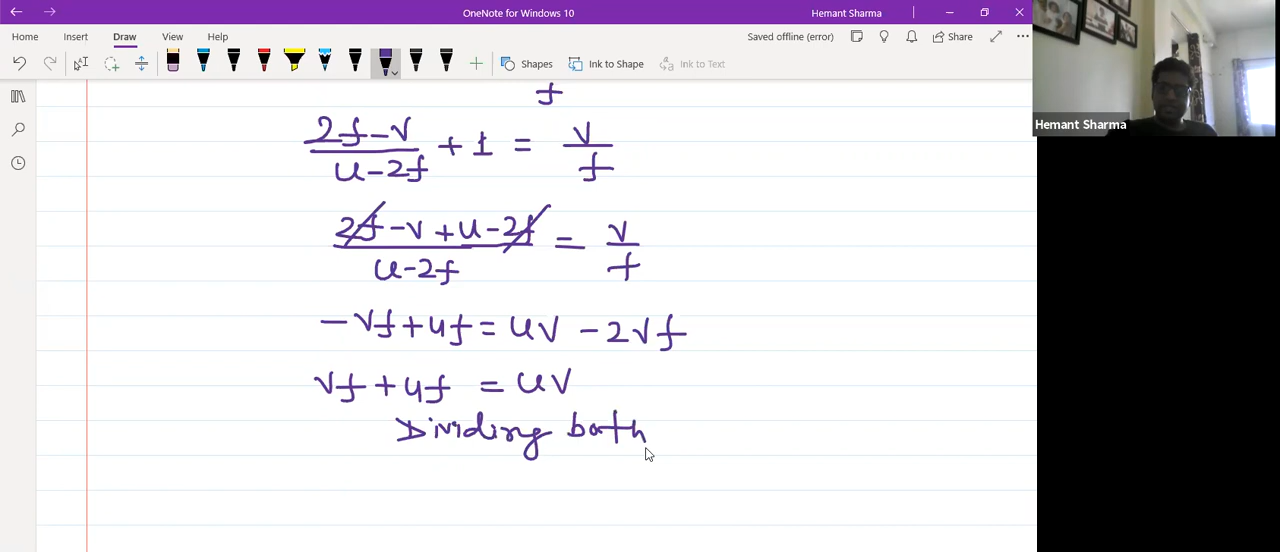 OneNote for Windows 10
Hemant Sharma
Home Insert Draw View Help
Saved offline (error)
Share
Shapes
Ink to Shape
Ink to Text
Hemant Sharma
f
(2f-v)/(u-2f) + 1 = v/f
(2f-v+u-2f)/(u-2f) = v/f
-vf+uf = uv - 2vf
vf + uf = uv
Dividing both